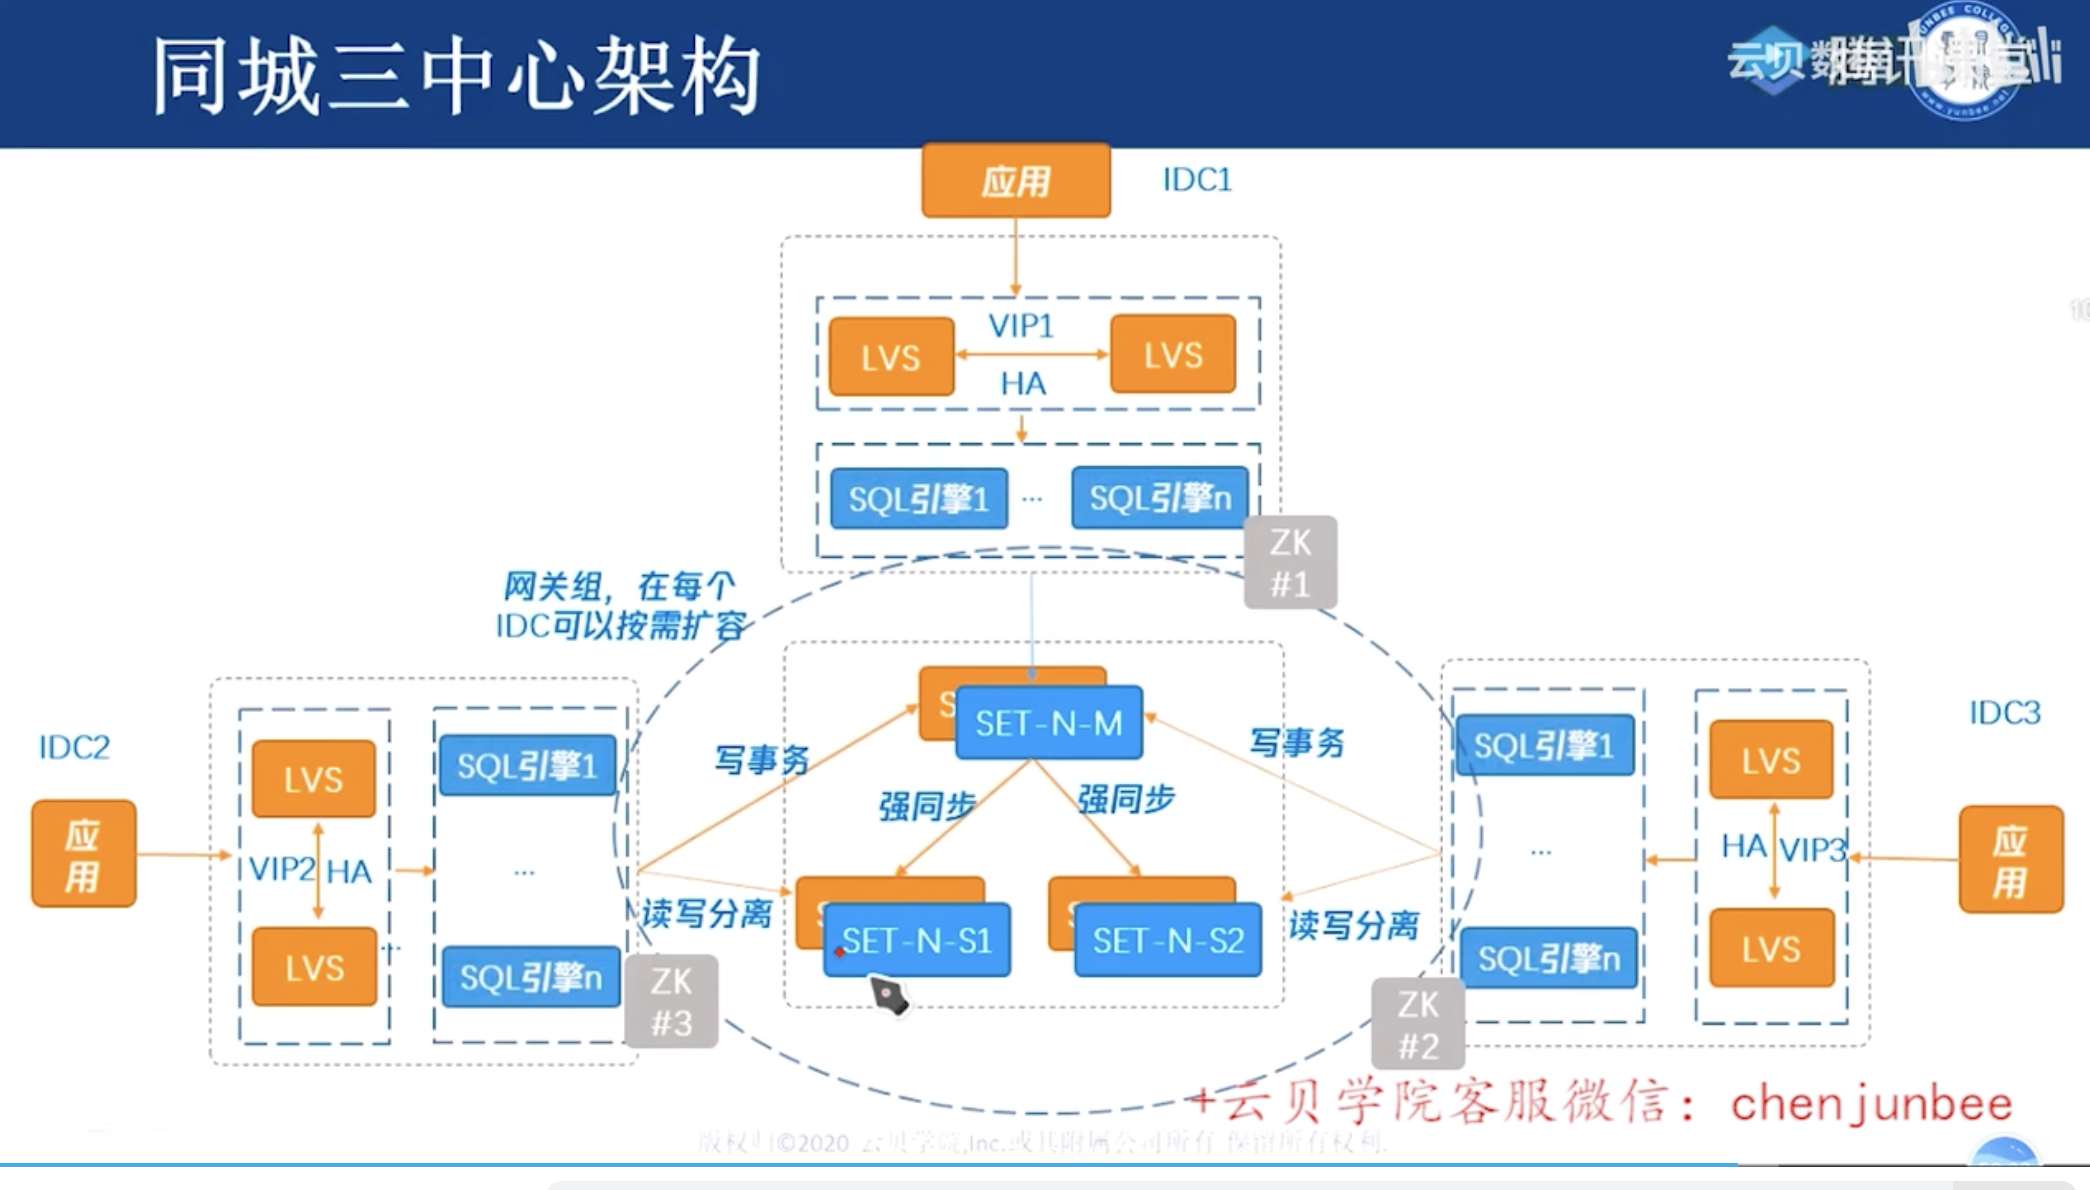 同城三中心架构
云贝
应用
IDC1
VIP1
LVS
LVS
HA
SQL引擎1
...
SQL引擎n
ZK
#1
网关组，在每个
IDC可以按需扩容
IDC2
应
用
LVS
VIP2
HA
LVS
...
SQL引擎1
...
SQL引擎n
ZK
#3
写事务
读写分离
S
SET-N-M
强同步
强同步
S
SET-N-S1
S
SET-N-S2
写事务
读写分离
SQL引擎1
...
SQL引擎n
ZK
#2
LVS
HA
VIP3
LVS
IDC3
应
用
+云贝学院客服微信：chenjunbee
版权归©2020 云贝学院,Inc.或其附属公司所有 保留所有权利.